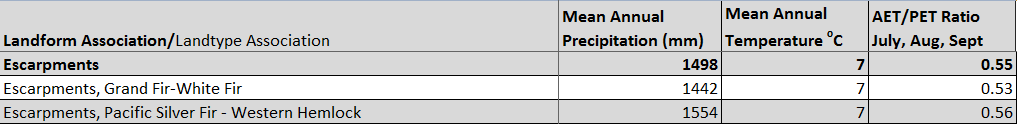 Landform Association/Landtype Association Mean Annual Precipitation (mm) Mean Annual Temperature °C AET/PET Ratio July, Aug, Sept
Escarpments 1498 7 0.55
Escarpments, Grand Fir-White Fir 1442 7 0.53
Escarpments, Pacific Silver Fir - Western Hemlock 1554 7 0.56